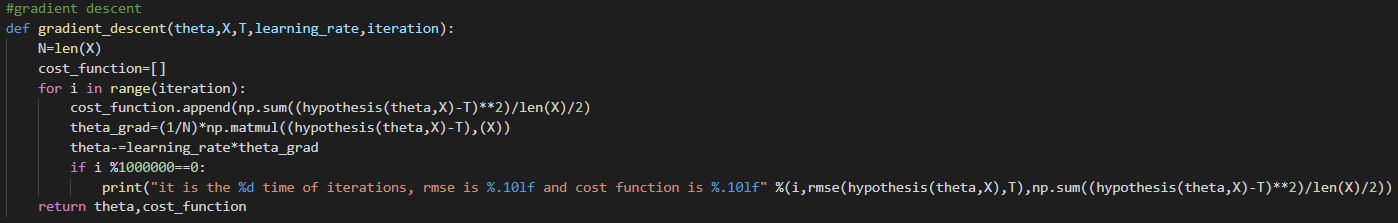 #gradient descent
def gradient_descent(theta,X,T,learning_rate,iteration):
    N=len(X)
    cost_function=[]
    for i in range(iteration):
        cost_function.append(np.sum((hypothesis(theta,X)-T)**2)/len(X)/2)
        theta_grad=(1/N)*np.matmul((hypothesis(theta,X)-T),(X))
        theta-=learning_rate*theta_grad
        if i %1000000==0:
            print("it is the %d time of iterations, rmse is %.10lf and cost function is %.10lf" %(i,rmse(hypothesis(theta,X),T),np.sum((hypothesis(theta,X)-T)**2)/len(X)/2))
    return theta,cost_function